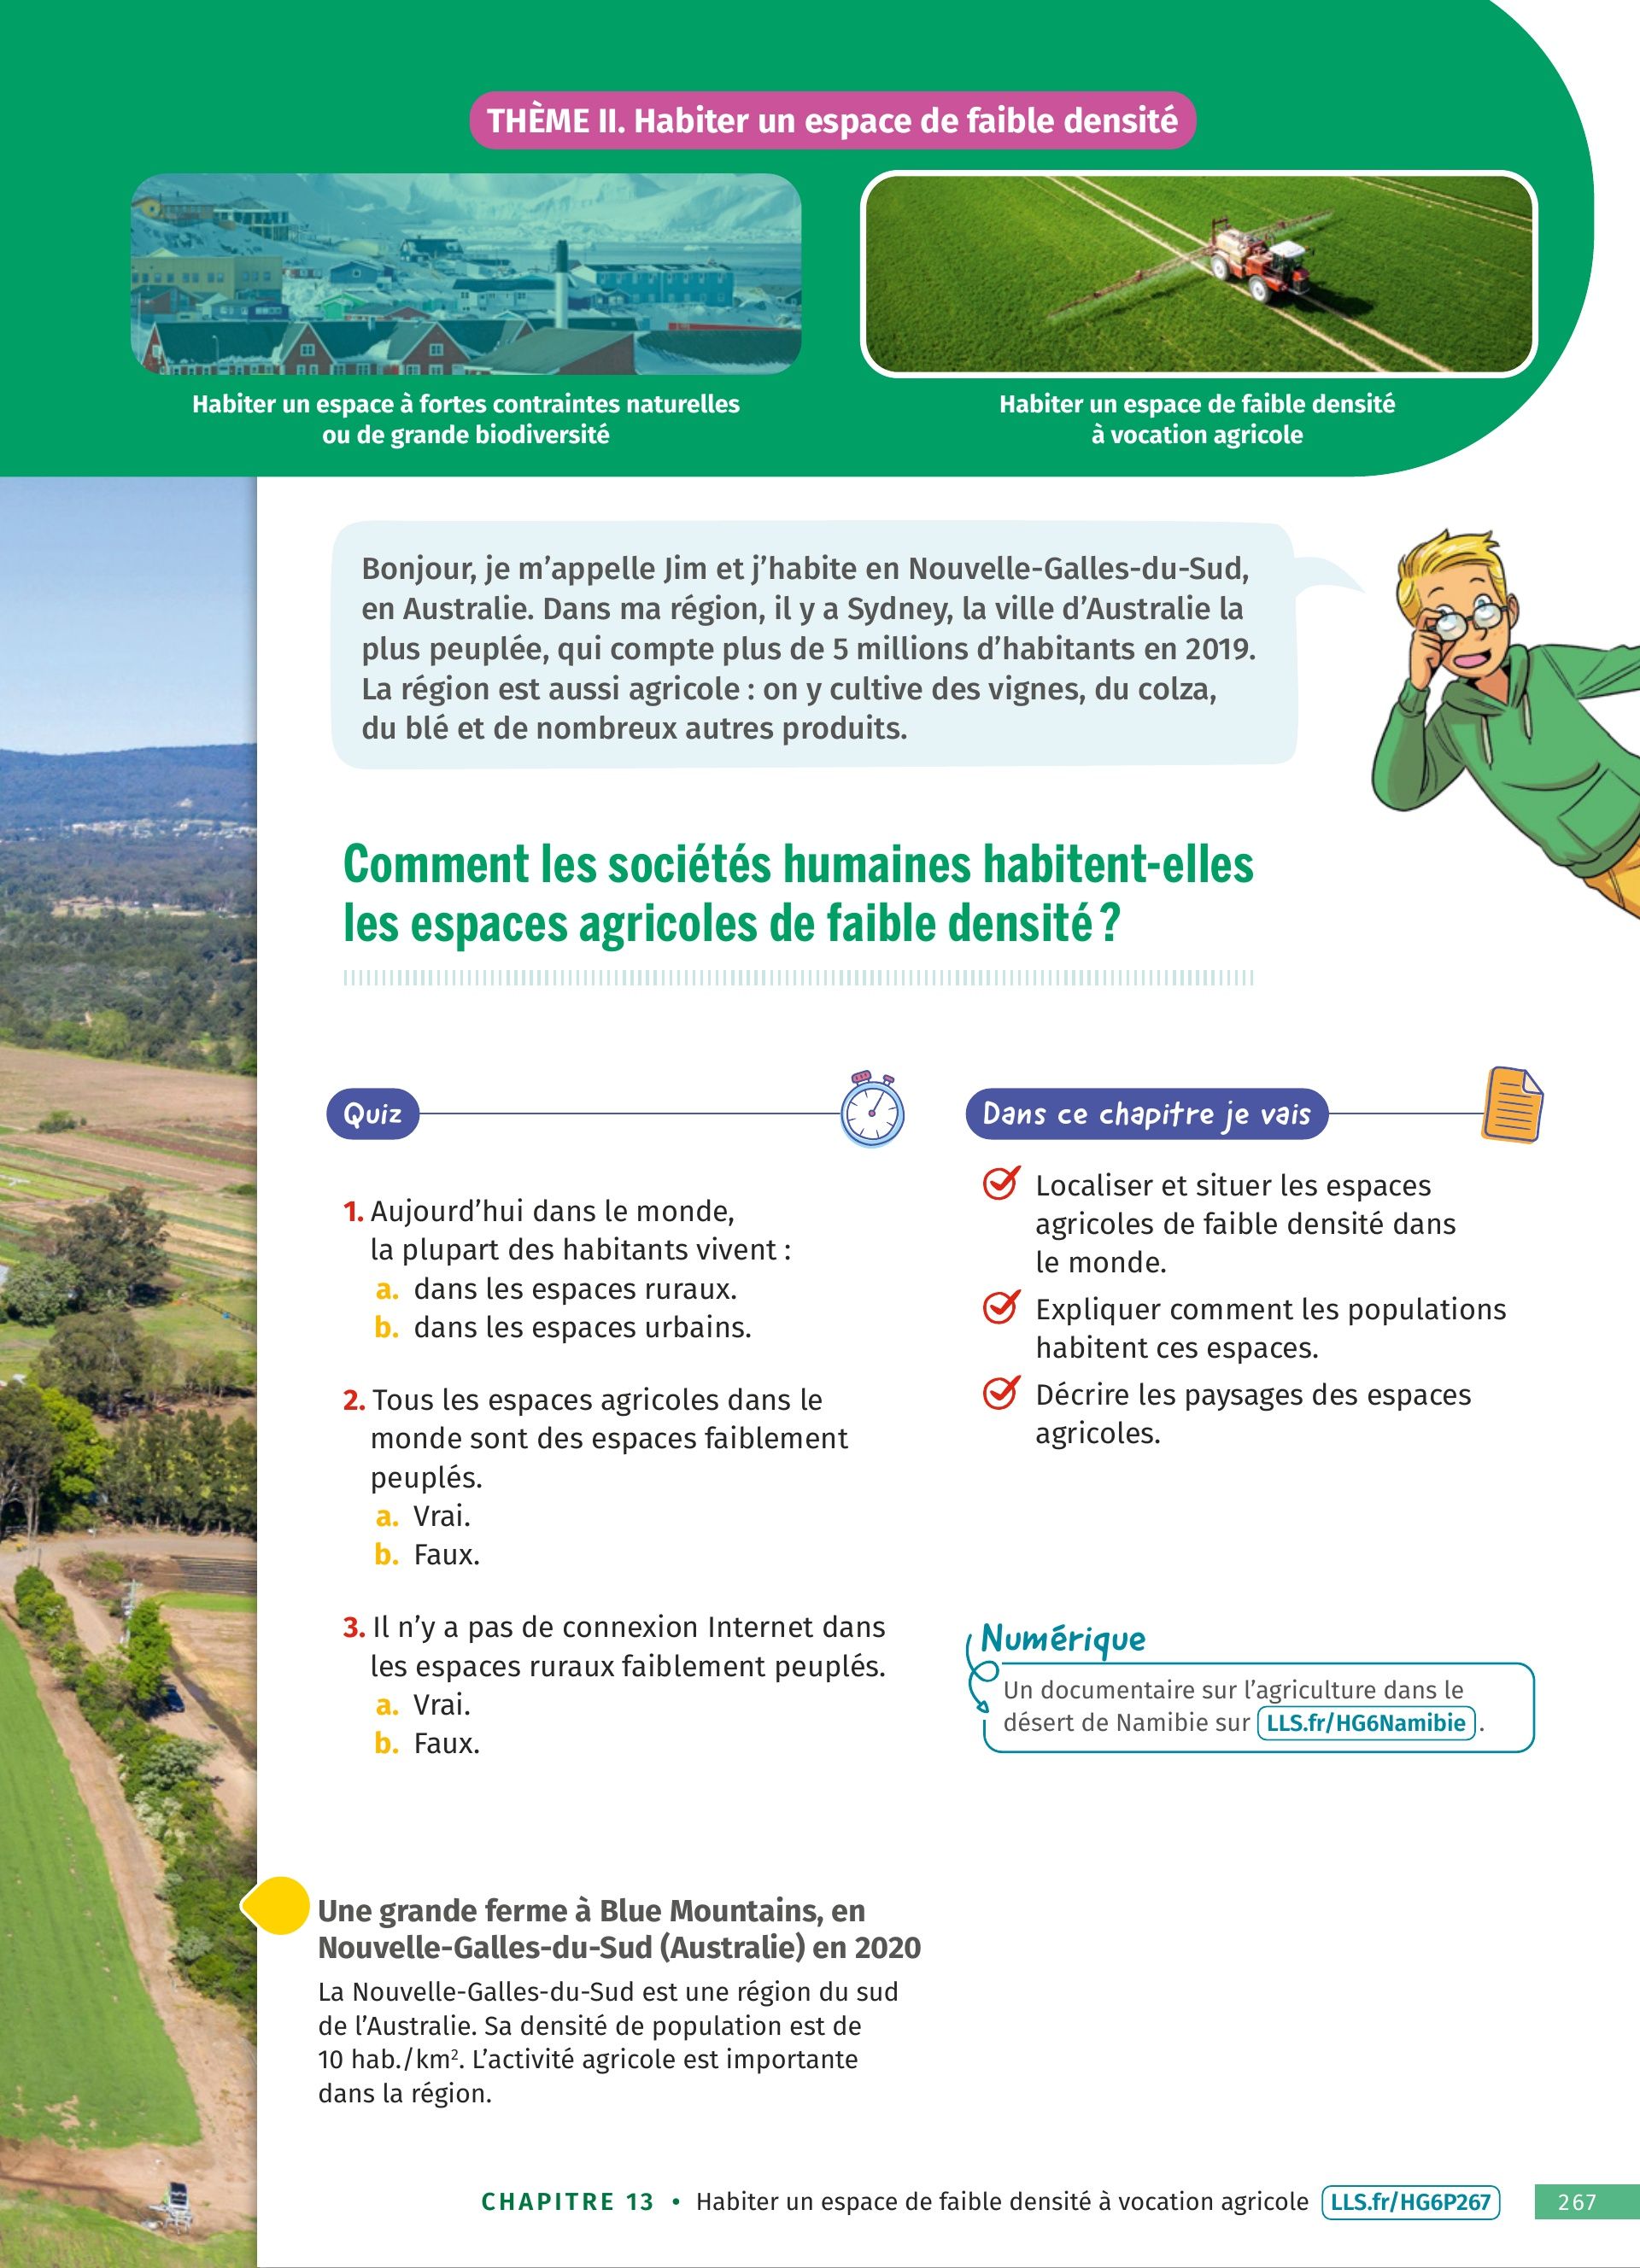 THÈME II. Habiter un espace de faible densité
Habiter un espace à fortes contraintes naturelles
ou de grande biodiversité
Habiter un espace de faible densité
à vocation agricole
Bonjour, je m’appelle Jim et j’habite en Nouvelle-Galles-du-Sud,
en Australie. Dans ma région, il y a Sydney, la ville d’Australie la
plus peuplée, qui compte plus de 5 millions d’habitants en 2019.
La région est aussi agricole : on y cultive des vignes, du colza,
du blé et de nombreux autres produits.
Comment les sociétés humaines habitent-elles
les espaces agricoles de faible densité ?
Quiz
1. Aujourd’hui dans le monde,
la plupart des habitants vivent :
a. dans les espaces ruraux.
b. dans les espaces urbains.
2. Tous les espaces agricoles dans le
monde sont des espaces faiblement
peuplés.
a. Vrai.
b. Faux.
3. Il n’y a pas de connexion Internet dans
les espaces ruraux faiblement peuplés.
a. Vrai.
b. Faux.
Dans ce chapitre je vais
Localiser et situer les espaces
agricoles de faible densité dans
le monde.
Expliquer comment les populations
habitent ces espaces.
Décrire les paysages des espaces
agricoles.
Numérique
Un documentaire sur l’agriculture dans le
désert de Namibie sur LLS.fr/HG6Namibie .
Une grande ferme à Blue Mountains, en
Nouvelle-Galles-du-Sud (Australie) en 2020
La Nouvelle-Galles-du-Sud est une région du sud
de l’Australie. Sa densité de population est de
10 hab./km². L’activité agricole est importante
dans la région.
CHAPITRE 13 • Habiter un espace de faible densité à vocation agricole LLS.fr/HG6P267 267